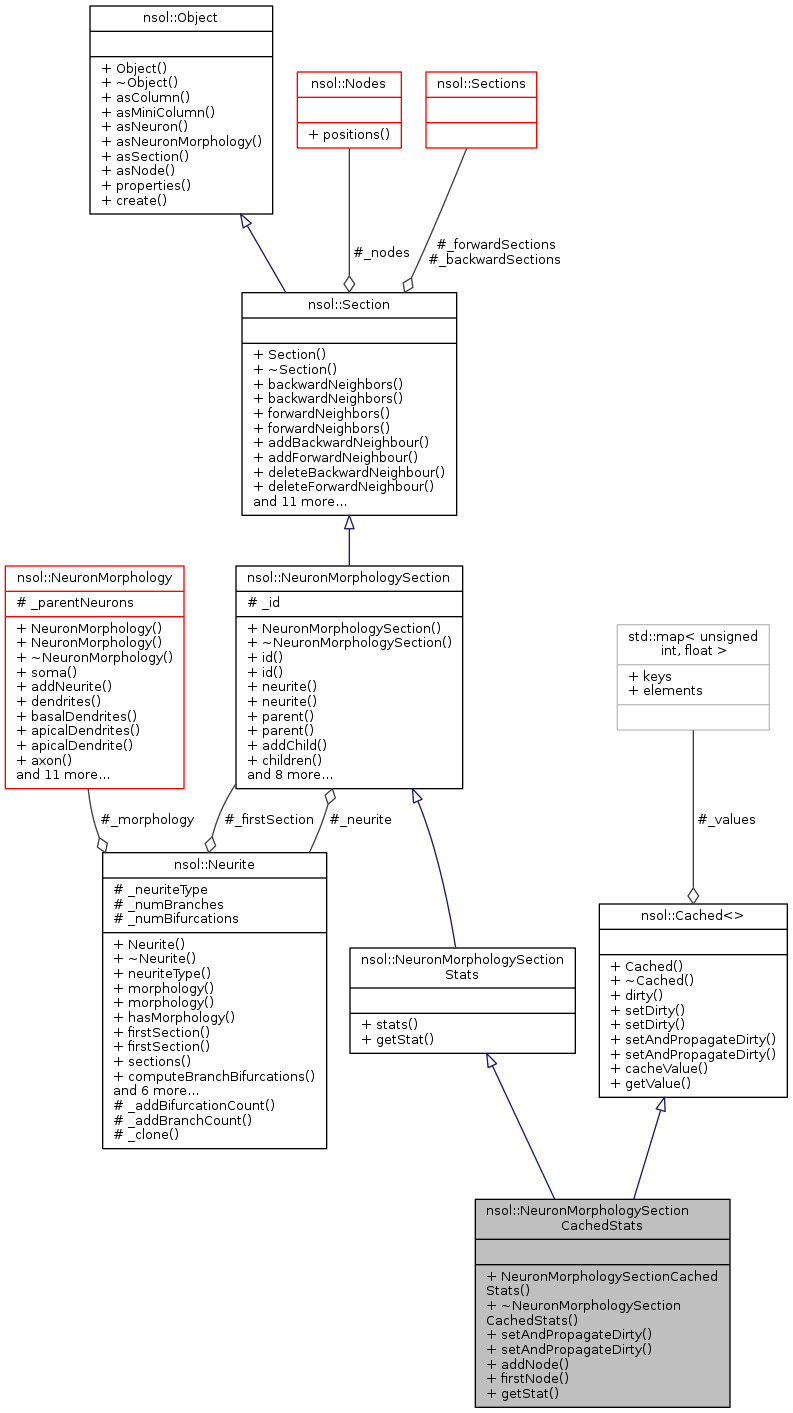 nsol::Object
+ Object()
+ ~Object()
+ asColumn()
+ asMiniColumn()
+ asNeuron()
+ asNeuronMorphology()
+ asSection()
+ asNode()
+ properties()
+ create()
nsol::Nodes
+ positions()
nsol::Sections
#_nodes
#_forwardSections
#_backwardSections
nsol::Section
+ Section()
+ ~Section()
+ backwardNeighbors()
+ backwardNeighbors()
+ forwardNeighbors()
+ forwardNeighbors()
+ addBackwardNeighbour()
+ addForwardNeighbour()
+ deleteBackwardNeighbour()
+ deleteForwardNeighbour()
and 11 more...
nsol::NeuronMorphology
# _parentNeurons
+ NeuronMorphology()
+ NeuronMorphology()
+ ~NeuronMorphology()
+ soma()
+ addNeurite()
+ dendrites()
+ basalDendrites()
+ apicalDendrites()
+ apicalDendrite()
+ axon()
and 11 more...
nsol::NeuronMorphologySection
# _id
+ NeuronMorphologySection()
+ ~NeuronMorphologySection()
+ id()
+ id()
+ neurite()
+ neurite()
+ parent()
+ parent()
+ addChild()
+ children()
and 8 more...
std::map< unsigned
int, float >
+ keys
+ elements
#_morphology
#_firstSection
#_neurite
#_values
nsol::Neurite
# _neuriteType
# _numBranches
# _numBifurcations
+ Neurite()
+ ~Neurite()
+ neuriteType()
+ morphology()
+ morphology()
+ hasMorphology()
+ firstSection()
+ firstSection()
+ sections()
+ computeBranchBifurcations()
and 6 more...
# _addBifurcationCount()
# _addBranchCount()
# _clone()
nsol::NeuronMorphologySection
Stats
+ stats()
+ getStat()
nsol::Cached<>
+ Cached()
+ ~Cached()
+ dirty()
+ setDirty()
+ setDirty()
+ setAndPropagateDirty()
+ setAndPropagateDirty()
+ cacheValue()
+ getValue()
nsol::NeuronMorphologySection
CachedStats
+ NeuronMorphologySectionCached
Stats()
+ ~NeuronMorphologySection
CachedStats()
+ setAndPropagateDirty()
+ setAndPropagateDirty()
+ addNode()
+ firstNode()
+ getStat()